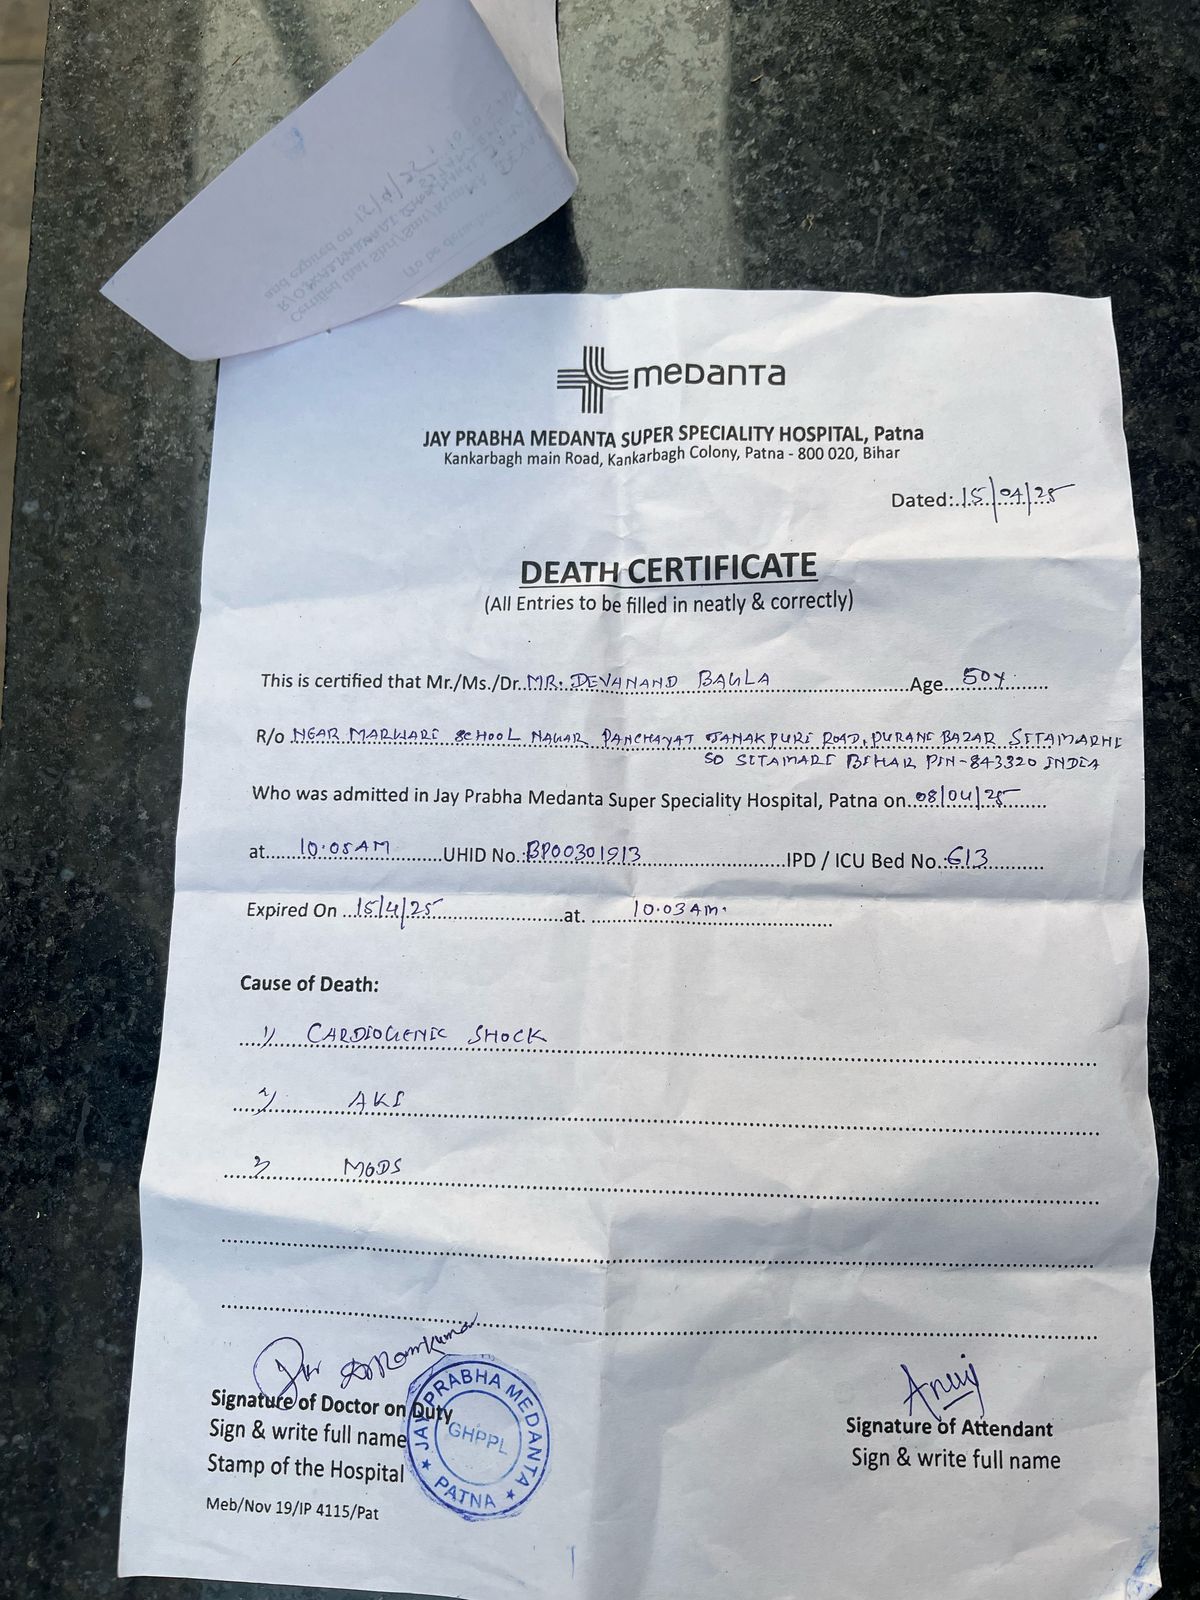 medanta
JAY PRABHA MEDANTA SUPER SPECIALITY HOSPITAL, Patna
Kankarbagh main Road, Kankarbagh Colony, Patna - 800 020, Bihar
Dated: 15/04/25
DEATH CERTIFICATE
(All Entries to be filled in neatly & correctly)
This is certified that Mr./Ms./Dr. MR. DEVANAND BAGLA Age 50Y
R/o NEAR MARWARI SCHOOL NAGAR PANCHAYAT JANAKPURI ROAD, PURANI BAZAR SITAMARHI
SO SITAMARI BIHAR PIN-843320 INDIA
Who was admitted in Jay Prabha Medanta Super Speciality Hospital, Patna on 08/04/25
at 10:05AM UHID No.: BP00301913 IPD / ICU Bed No.: 613
Expired On 15/4/25 at. 10.03 AM.
Cause of Death:
1) CARDIOGENIC SHOCK
2) AKI
3) MODS
Signature of Doctor on Duty
Sign & write full name
Stamp of the Hospital
Meb/Nov 19/IP 4115/Pat
JAY PRABHA MEDANTA
GHPPL
★ PATNA ★
Anuj
Signature of Attendant
Sign & write full name